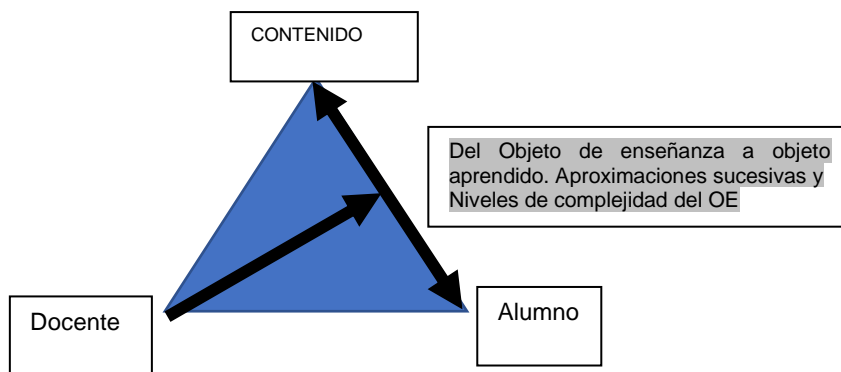 CONTENIDO
Del Objeto de enseñanza a objeto
aprendido. Aproximaciones sucesivas y
Niveles de complejidad del OE
Docente
Alumno